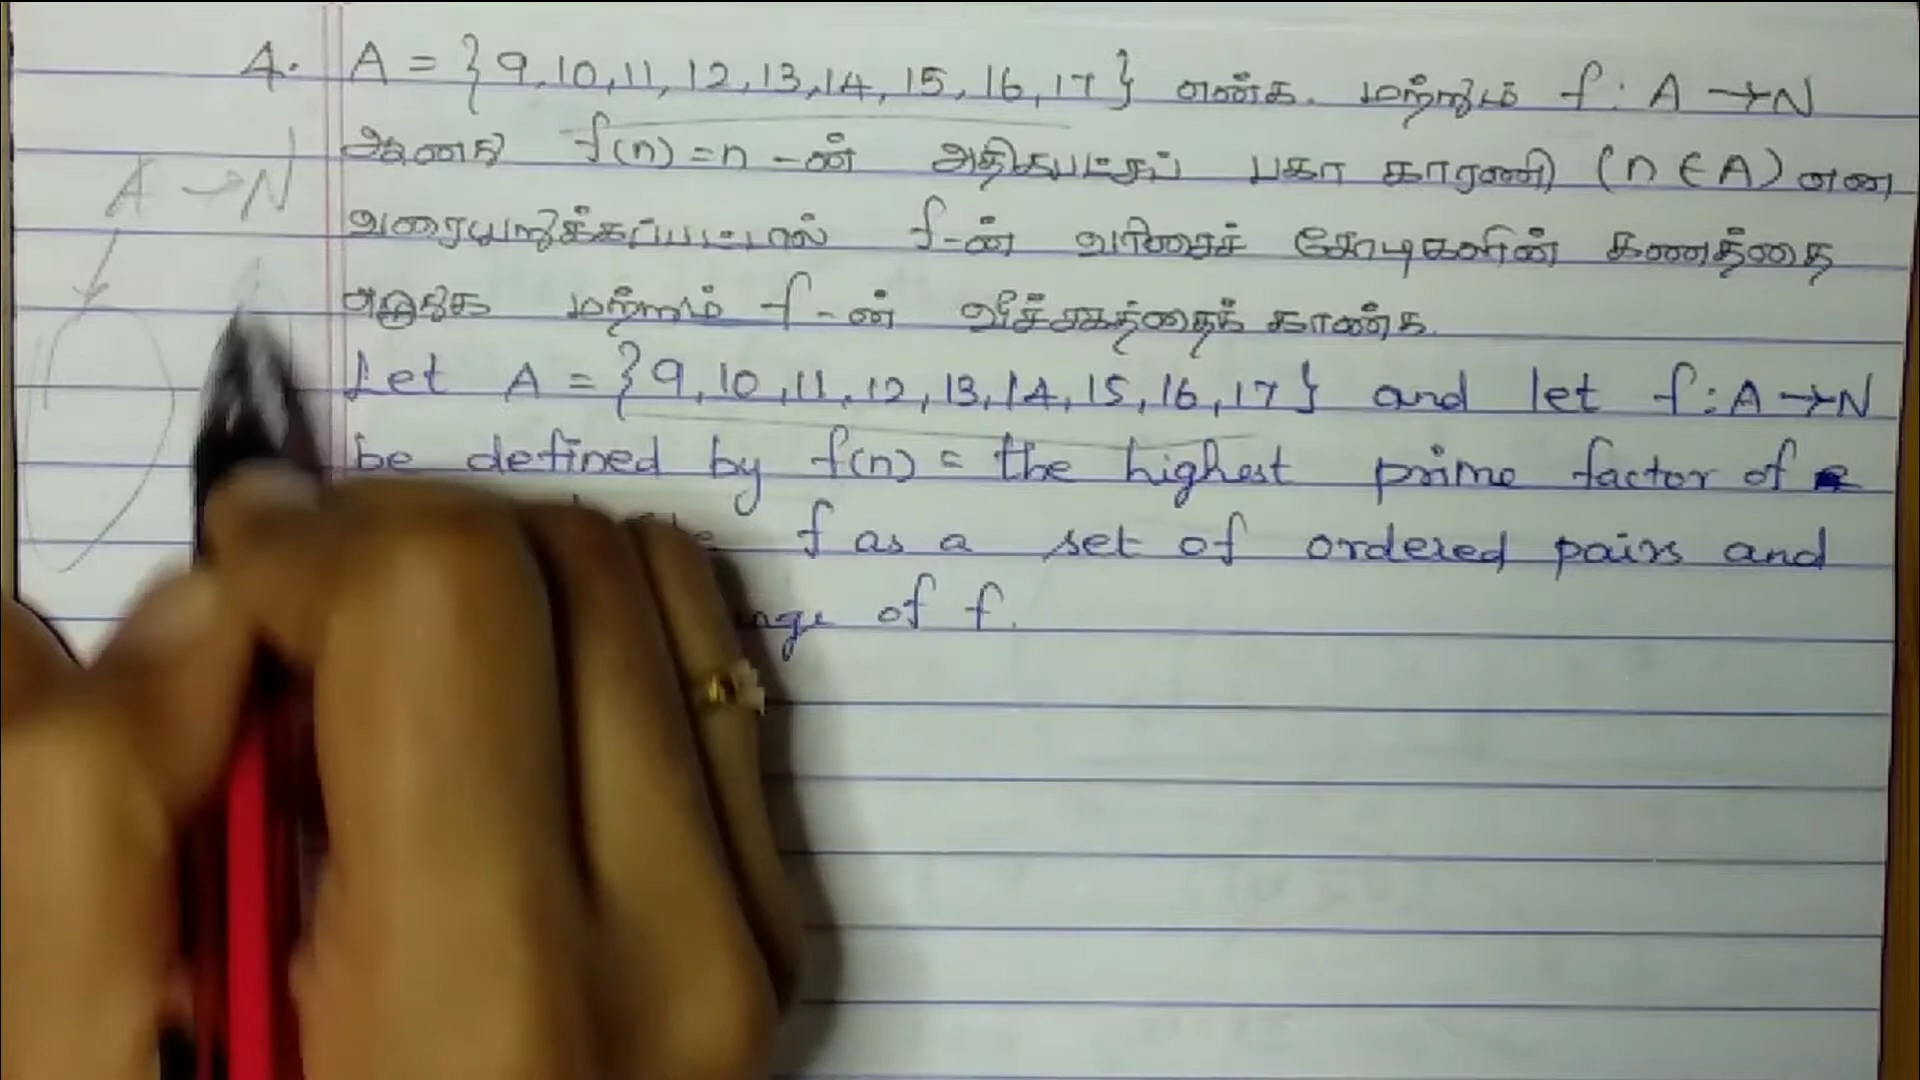 4. A = {9,10,11,12,13,14,15,16,17} என்க. மற்றும் f : A → N
ஆனது f(n) = n - ன் அதிகபட்சப் பகா காரணி (n ∈ A) என
வரையறுக்கப்பட்டால் f-ன் வரிசைச் சோடிகளின் கணத்தை
எழுதுக மற்றும் f-ன் வீச்சகத்தைக் காண்க.
Let A = {9,10,11,12,13,14,15,16,17} and let f : A → N
be defined by f(n) = the highest prime factor of
f as a set of ordered pairs and
of f.
A → N